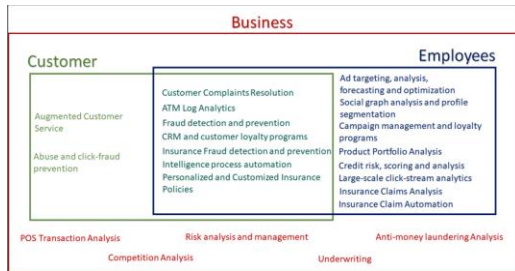 Business
Customer
Employees
Augmented Customer
Service
Abuse and click-fraud
prevention
Customer Complaints Resolution
ATM Log Analytics
Fraud detection and prevention
CRM and customer loyalty programs
Insurance Fraud detection and prevention
Intelligence process automation
Personalized and Customized Insurance
Policies
Ad targeting, analysis,
forecasting and optimization
Social graph analysis and profile
segmentation
Campaign management and loyalty
programs
Product Portfolio Analysis
Credit risk, scoring and analysis
Large-scale click-stream analytics
Insurance Claims Analysis
Insurance Claim Automation
POS Transaction Analysis
Risk analysis and management
Anti-money laundering Analysis
Competition Analysis
Underwriting